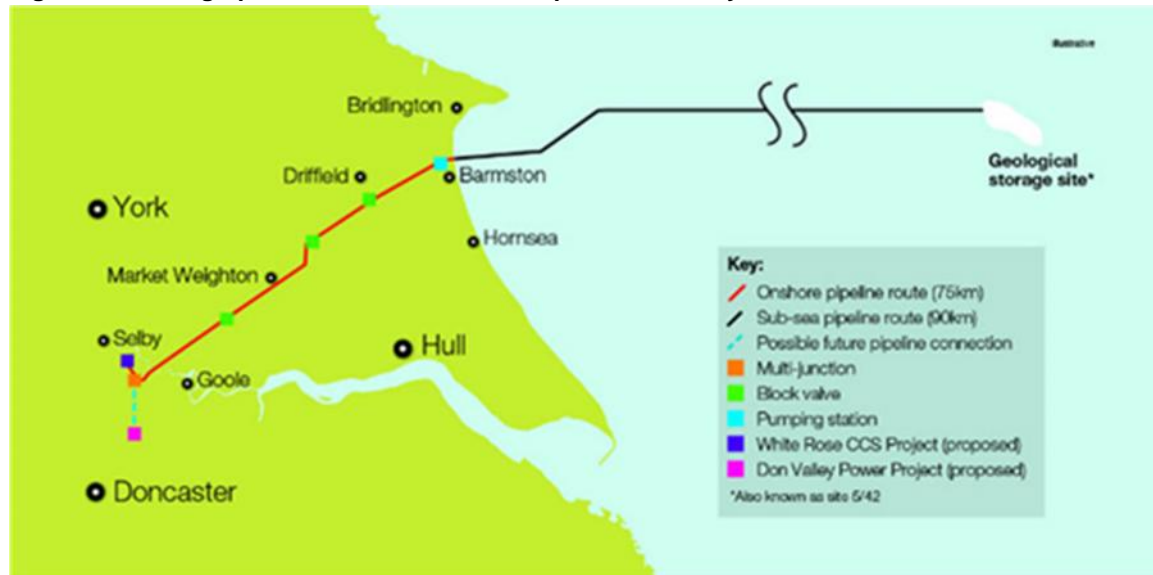 Illustrative
Bridlington
Driffield
Barmston
Geological
storage site*
York
Hornsea
Market Weighton
Key:
Onshore pipeline route (75km)
Sub-sea pipeline route (90km)
Possible future pipeline connection
Multi-junction
Block valve
Pumping station
White Rose CCS Project (proposed)
Don Valley Power Project (proposed)
*Also known as site 5/42
Selby
Hull
Goole
Doncaster